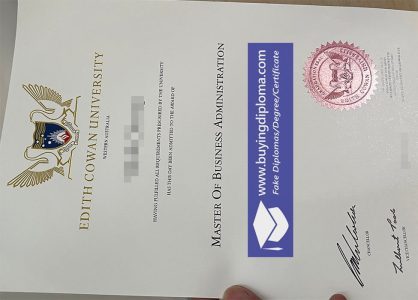 EDITH COWAN UNIVERSITY
WESTERN AUSTRALIA
HAVING FULFILLED ALL REQUIREMENTS PRESCRIBED BY THE UNIVERSITY
HAS THIS DAY BEEN ADMITTED TO THE AWARD OF
MASTER OF BUSINESS ADMINISTRATION
www.buyingdiploma.com
Fake Diplomas/Degree/Certificate
CHANCELLOR
VICE-CHANCELLOR